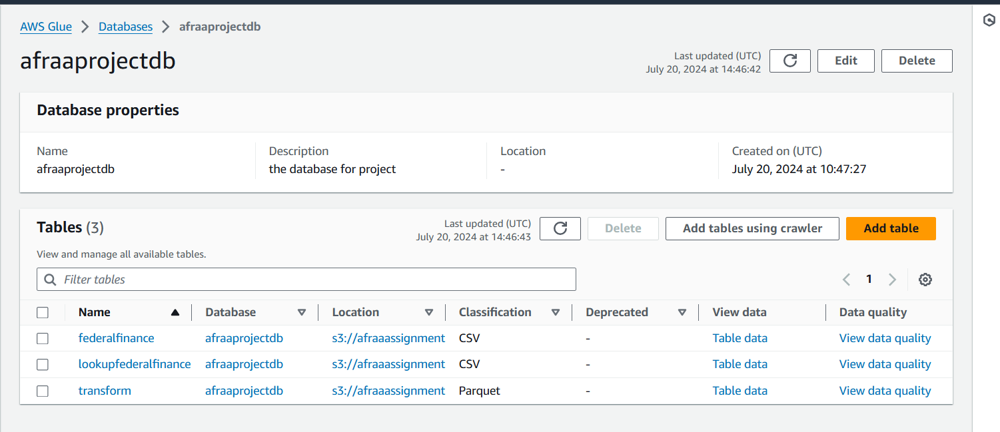 AWS Glue > Databases > afraaprojectdb
afraaprojectdb
Last updated (UTC)
July 20, 2024 at 14:46:42
Edit
Delete
Database properties
Name
Description
Location
Created on (UTC)
afraaprojectdb
the database for project
-
July 20, 2024 at 10:47:27
Tables (3)
Last updated (UTC)
July 20, 2024 at 14:46:43
Delete
Add tables using crawler
Add table
View and manage all available tables.
Filter tables
1
Name Database Location Classification Deprecated View data Data quality
federalfinance afraaprojectdb s3://afraaassignment CSV - Table data View data quality
lookupfederalfinance afraaprojectdb s3://afraaassignment CSV - Table data View data quality
transform afraaprojectdb s3://afraaassignment Parquet - Table data View data quality